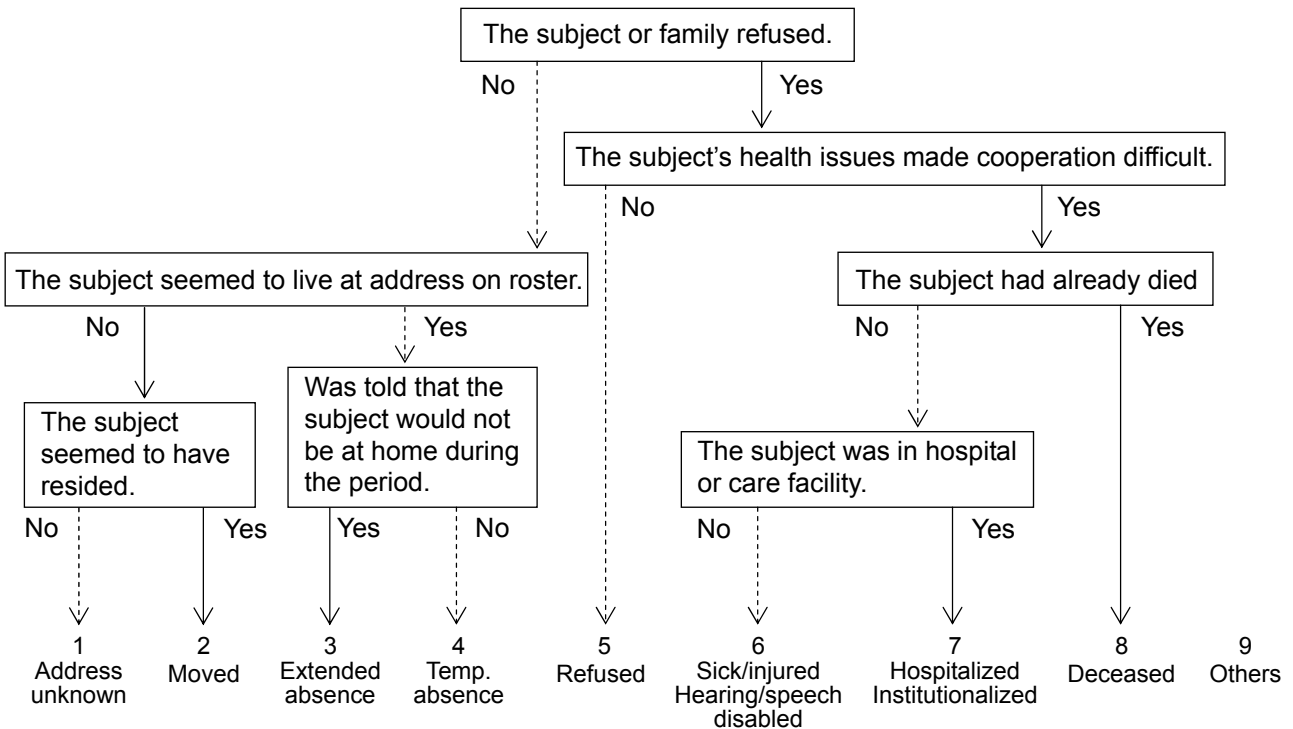 The subject or family refused.
No
Yes
The subject's health issues made cooperation difficult.
No
Yes
The subject seemed to live at address on roster.
The subject had already died
No
Yes
No
Yes
The subject
seemed to have
resided.
Was told that the
subject would not
be at home during
the period.
The subject was in hospital
or care facility.
No
Yes
Yes
No
No
Yes
1
Address
unknown
2
Moved
3
Extended
absence
4
Temp.
absence
5
Refused
6
Sick/injured
Hearing/speech
disabled
7
Hospitalized
Institutionalized
8
Deceased
9
Others